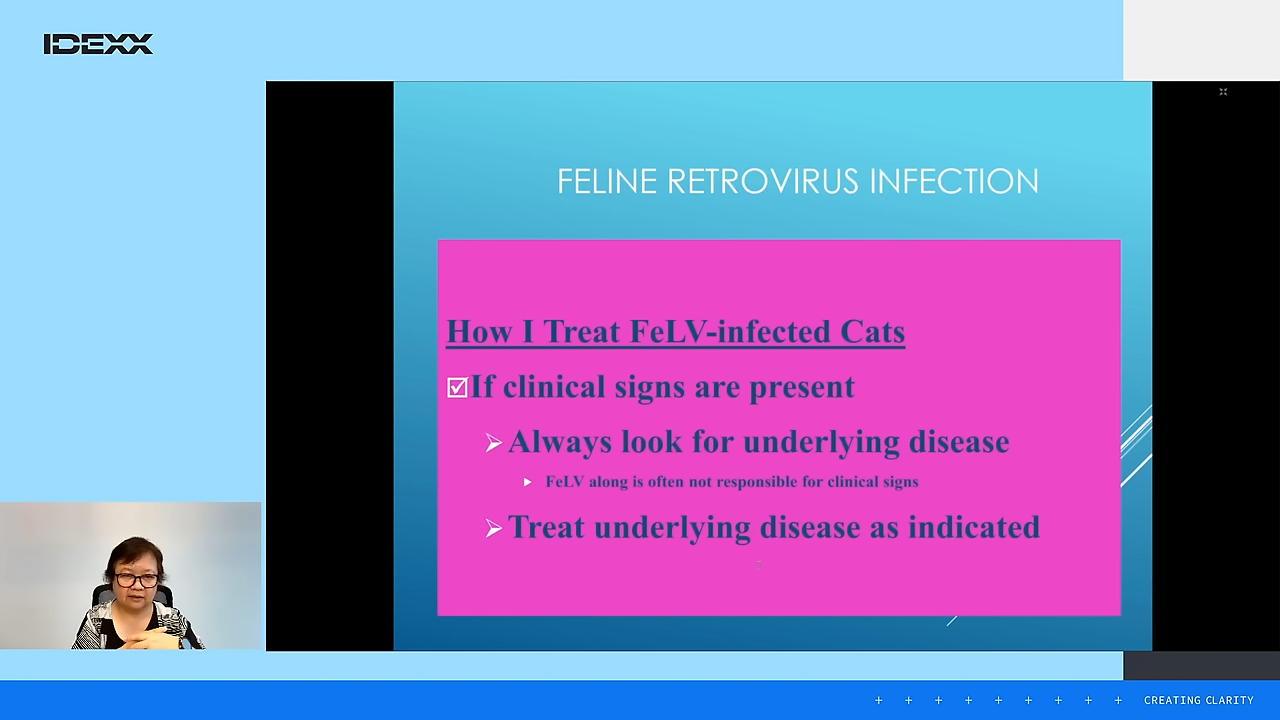 IDEXX
FELINE RETROVIRUS INFECTION
How I Treat FeLV-infected Cats
If clinical signs are present
Always look for underlying disease
FeLV along is often not responsible for clinical signs
Treat underlying disease as indicated
CREATING CLARITY